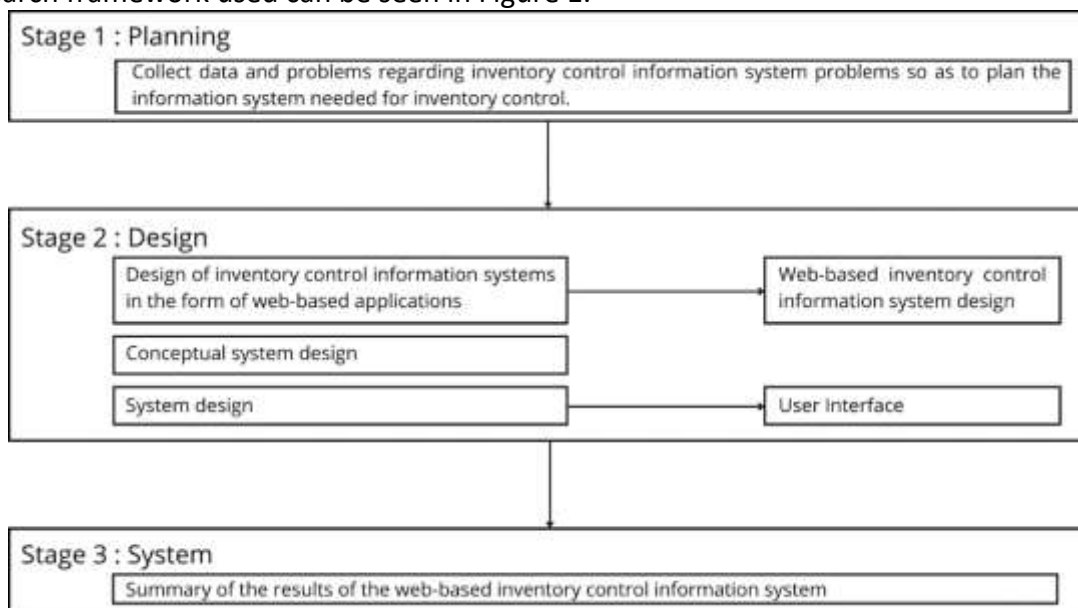 framework used can be seen in Figure 1.
Stage 1 : Planning
Collect data and problems regarding inventory control information system problems so as to plan the
information system needed for inventory control.
Stage 2 : Design
Design of inventory control information systems
in the form of web-based applications
Web-based inventory control
information system design
Conceptual system design
System design
User Interface
Stage 3 : System
Summary of the results of the web-based inventory control information system